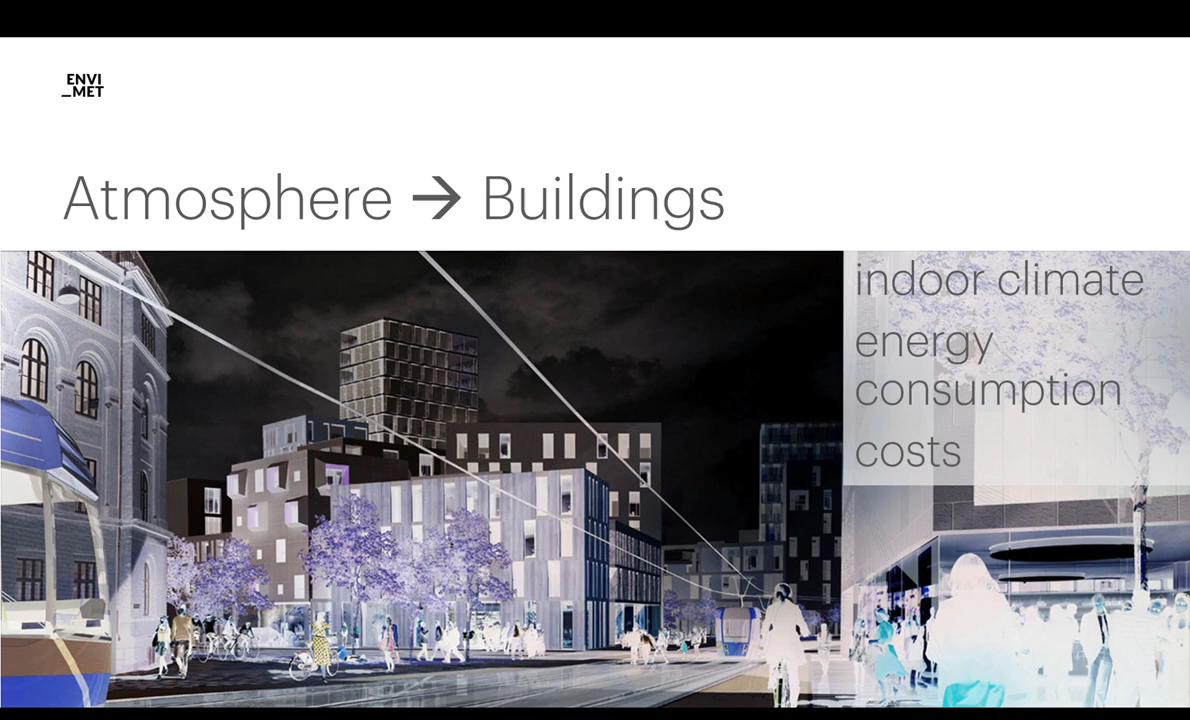 ENVI
_MET
Atmosphere → Buildings
indoor climate
energy
consumption
costs